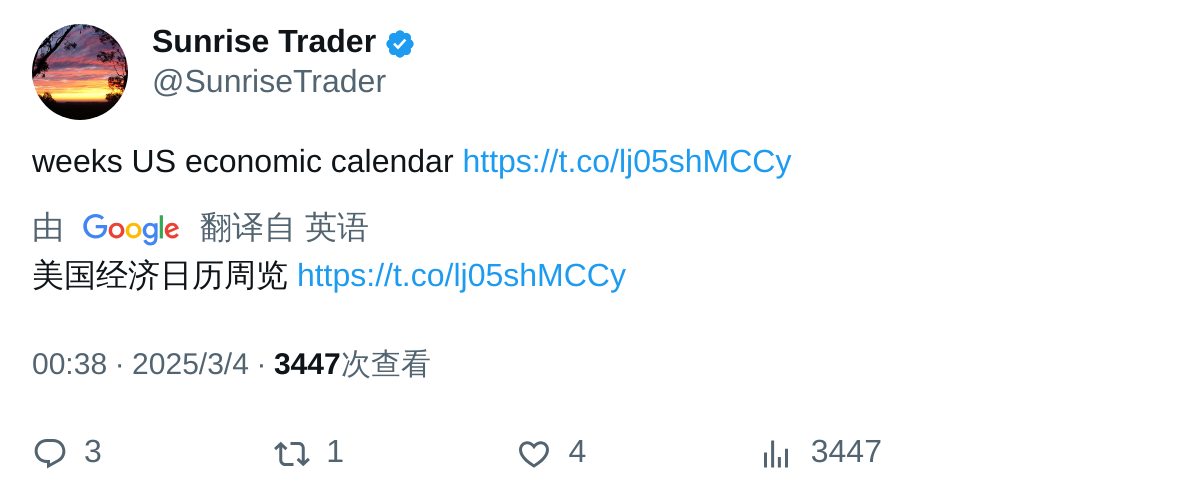 Sunrise Trader
@SunriseTrader
weeks US economic calendar https://t.co/lj05shMCCy
由 Google 翻译自 英语
美国经济日历周览 https://t.co/lj05shMCCy
00:38 · 2025/3/4 · 3447次查看
3 1 4 3447